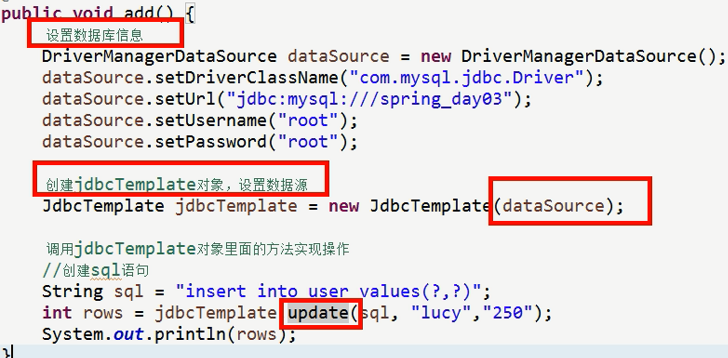 public void add() {
设置数据库信息
DriverManagerDataSource dataSource = new DriverManagerDataSource();
dataSource.setDriverClassName("com.mysql.jdbc.Driver");
dataSource.setUrl("jdbc:mysql:///spring_day03");
dataSource.setUsername("root");
dataSource.setPassword("root");
创建jdbcTemplate对象，设置数据源
JdbcTemplate jdbcTemplate = new JdbcTemplate(dataSource);
调用jdbcTemplate对象里面的方法实现操作
//创建sql语句
String sql = "insert into user values(?,?)";
int rows = jdbcTemplate.update(sql, "lucy","250");
System.out.println(rows);
}